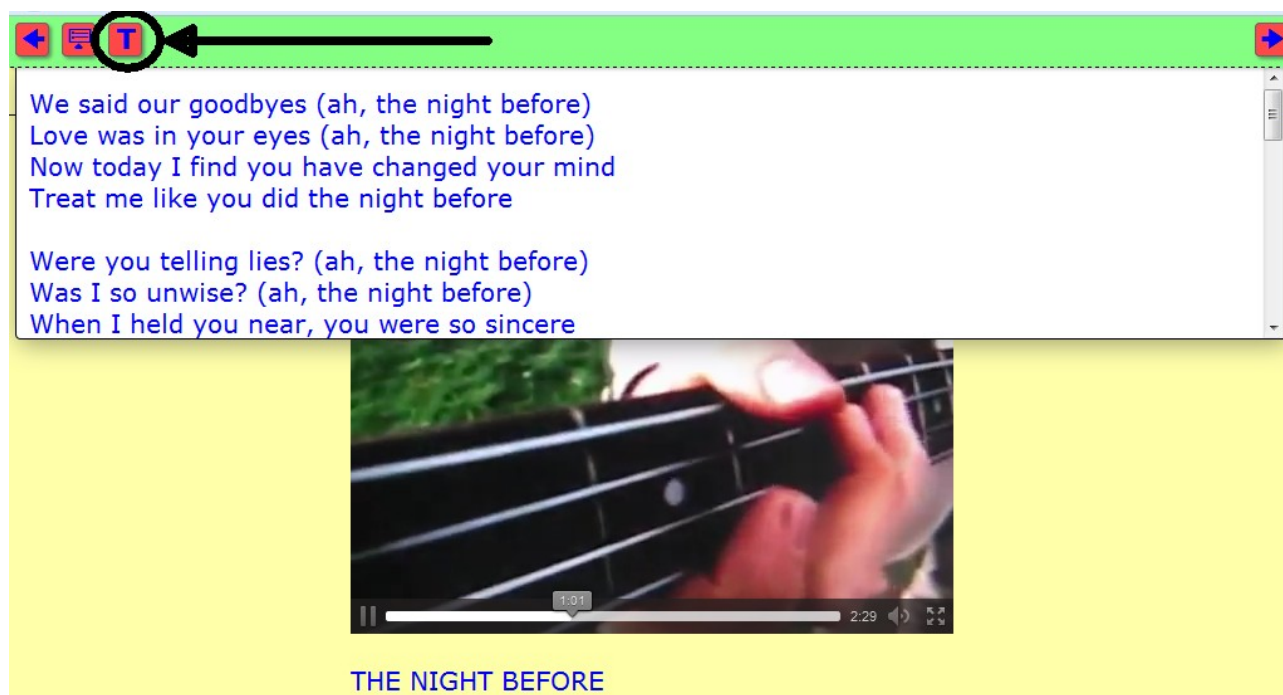 T
We said our goodbyes (ah, the night before)
Love was in your eyes (ah, the night before)
Now today I find you have changed your mind
Treat me like you did the night before
Were you telling lies? (ah, the night before)
Was I so unwise? (ah, the night before)
When I held you near, you were so sincere
1:01
2:29
THE NIGHT BEFORE